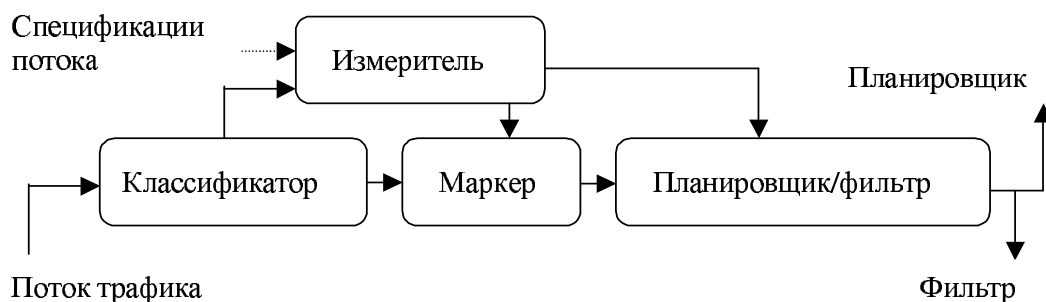 Спецификации
потока
Измеритель
Планировщик
Классификатор
Маркер
Планировщик/фильтр
Поток трафика
Фильтр